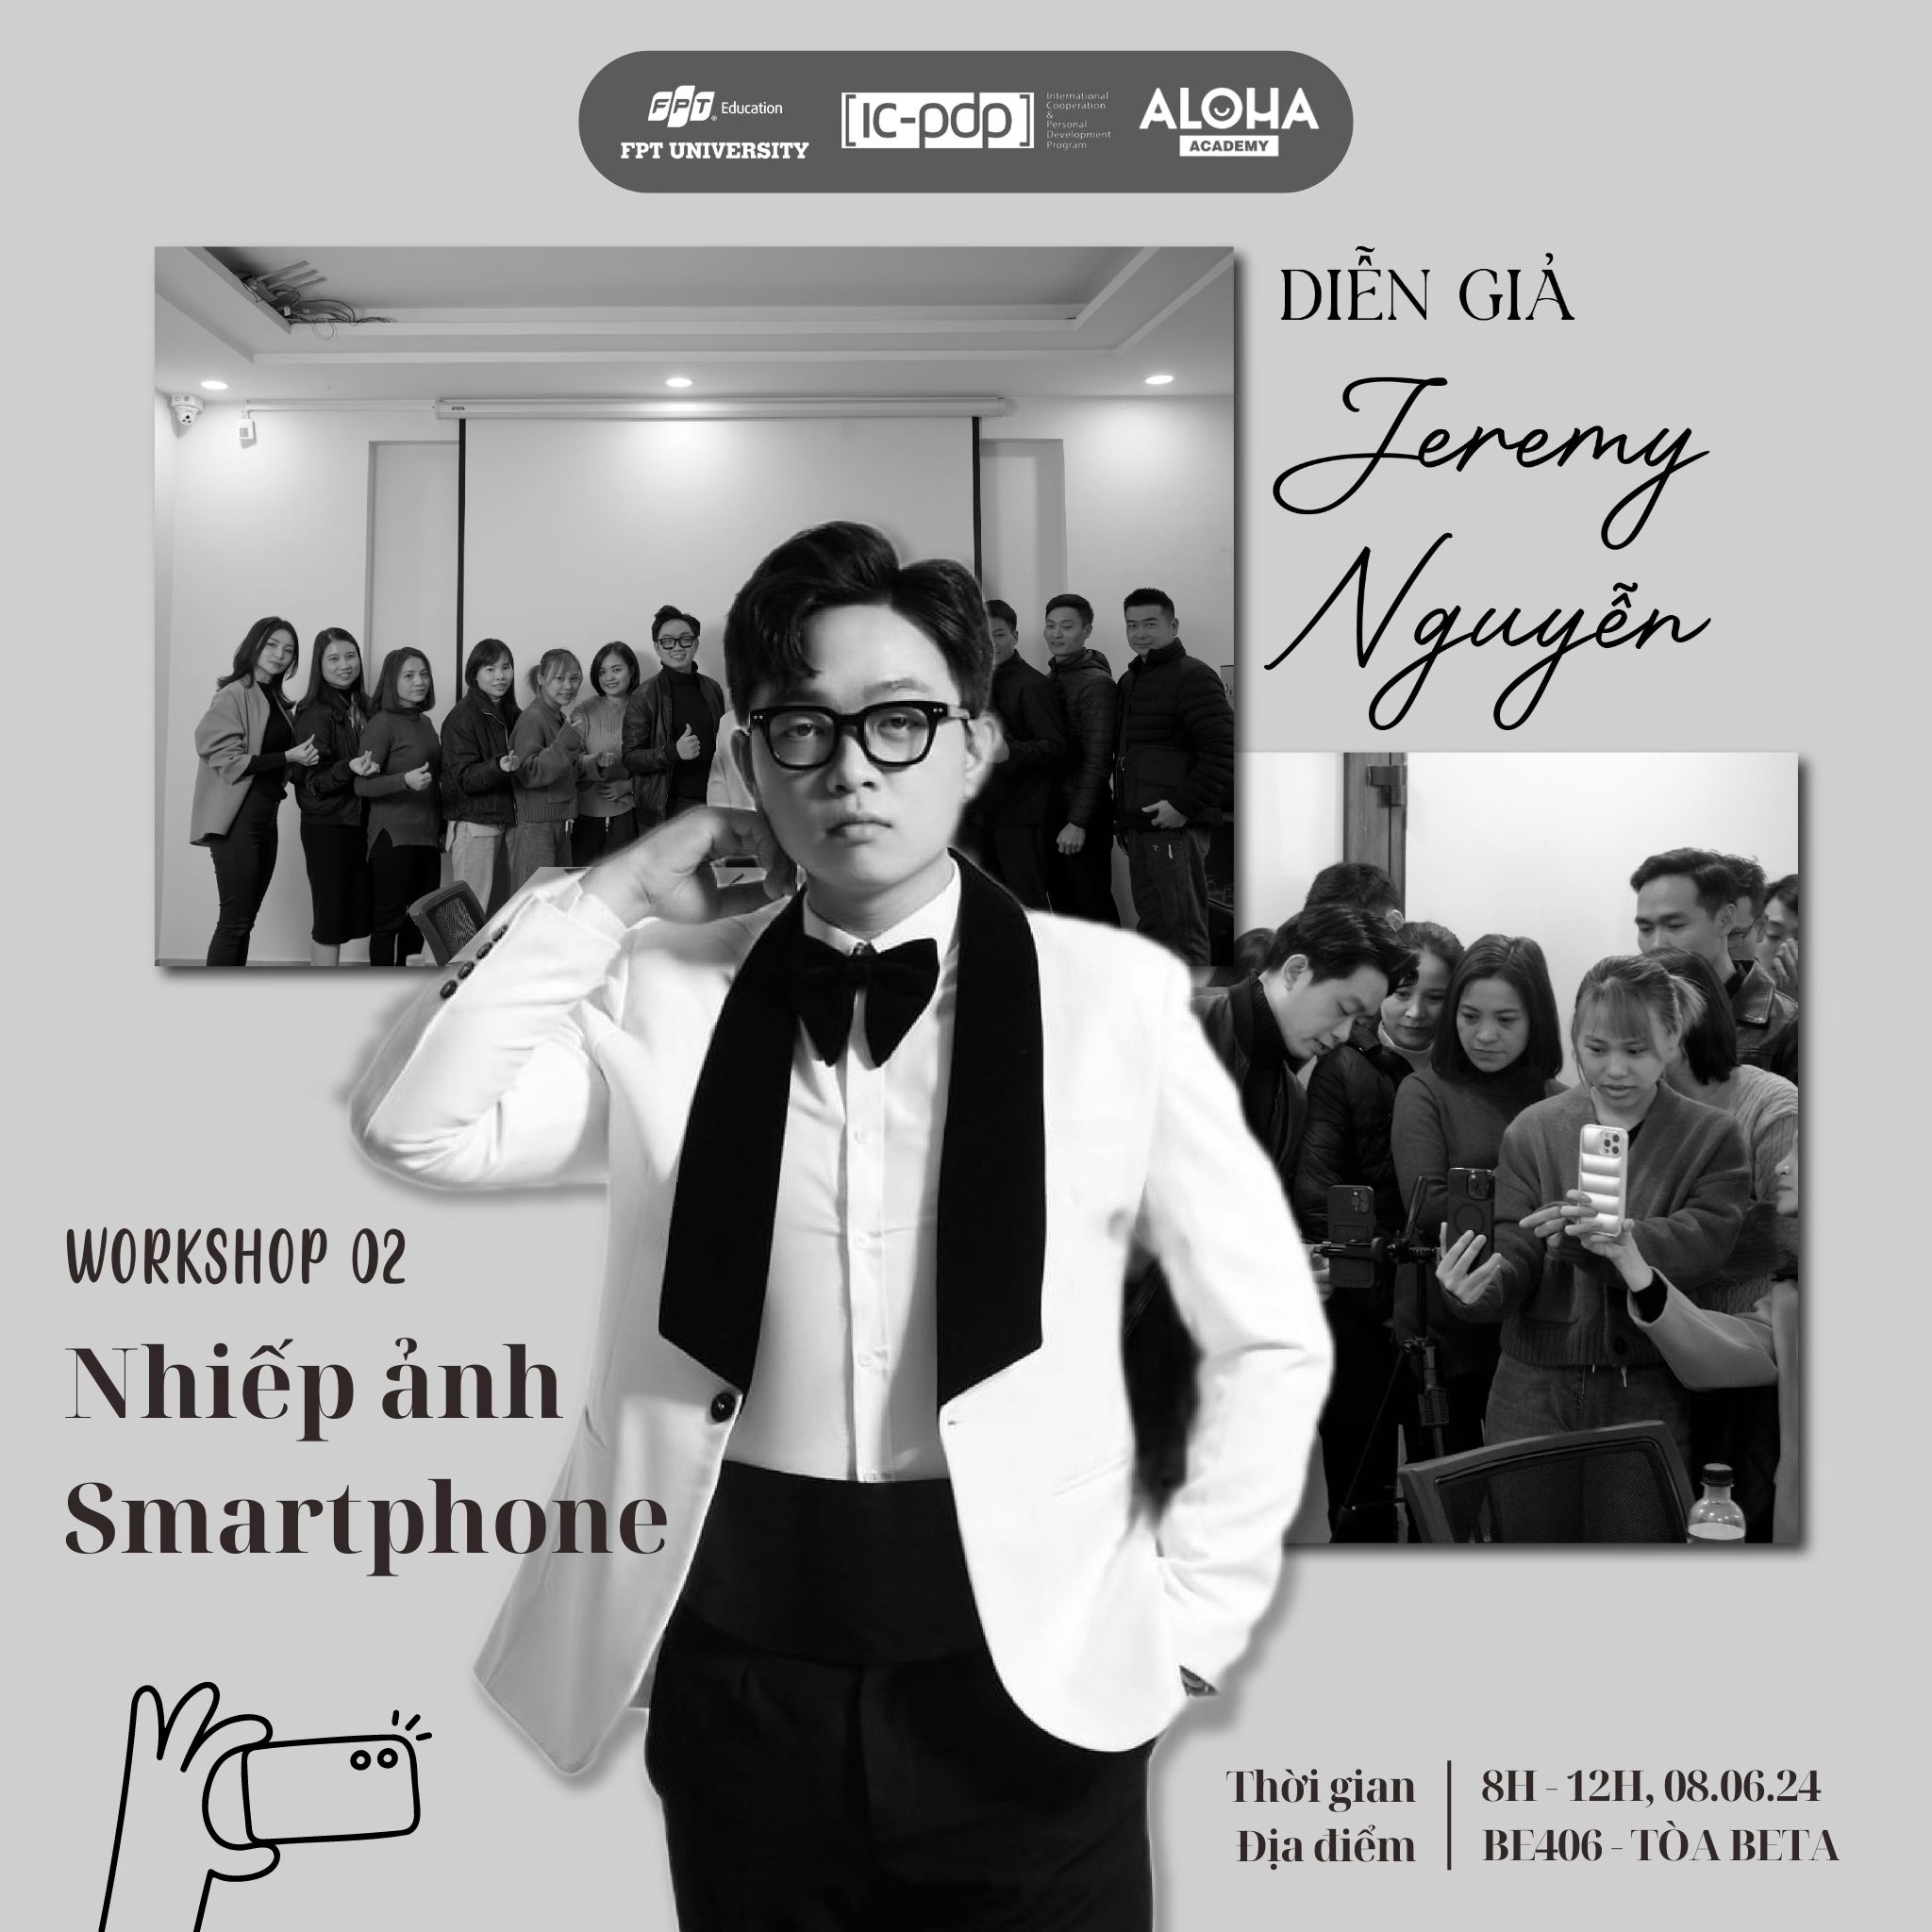 FPT Education
FPT UNIVERSITY
[ic-pdp]
International
Cooperation
&
Personal
Development
Program
ALOHA
ACADEMY
DIỄN GIẢ
Jeremy
Nguyễn
WORKSHOP 02
Nhiếp ảnh
Smartphone
Thời gian | 8H - 12H, 08.06.24
Địa điểm | BE406 - TÒA BETA